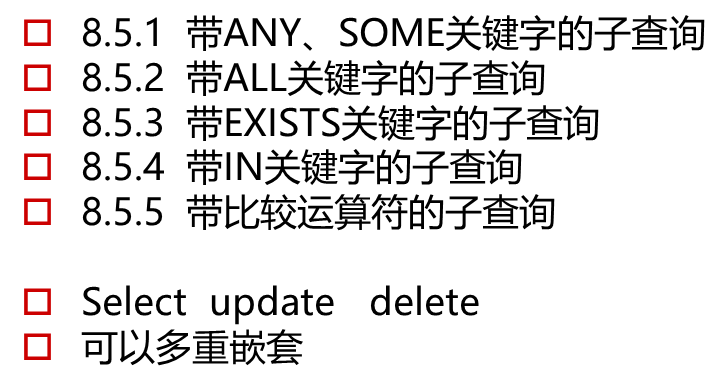 8.5.1 带ANY、SOME关键字的子查询
8.5.2 带ALL关键字的子查询
8.5.3 带EXISTS关键字的子查询
8.5.4 带IN关键字的子查询
8.5.5 带比较运算符的子查询
Select update delete
可以多重嵌套